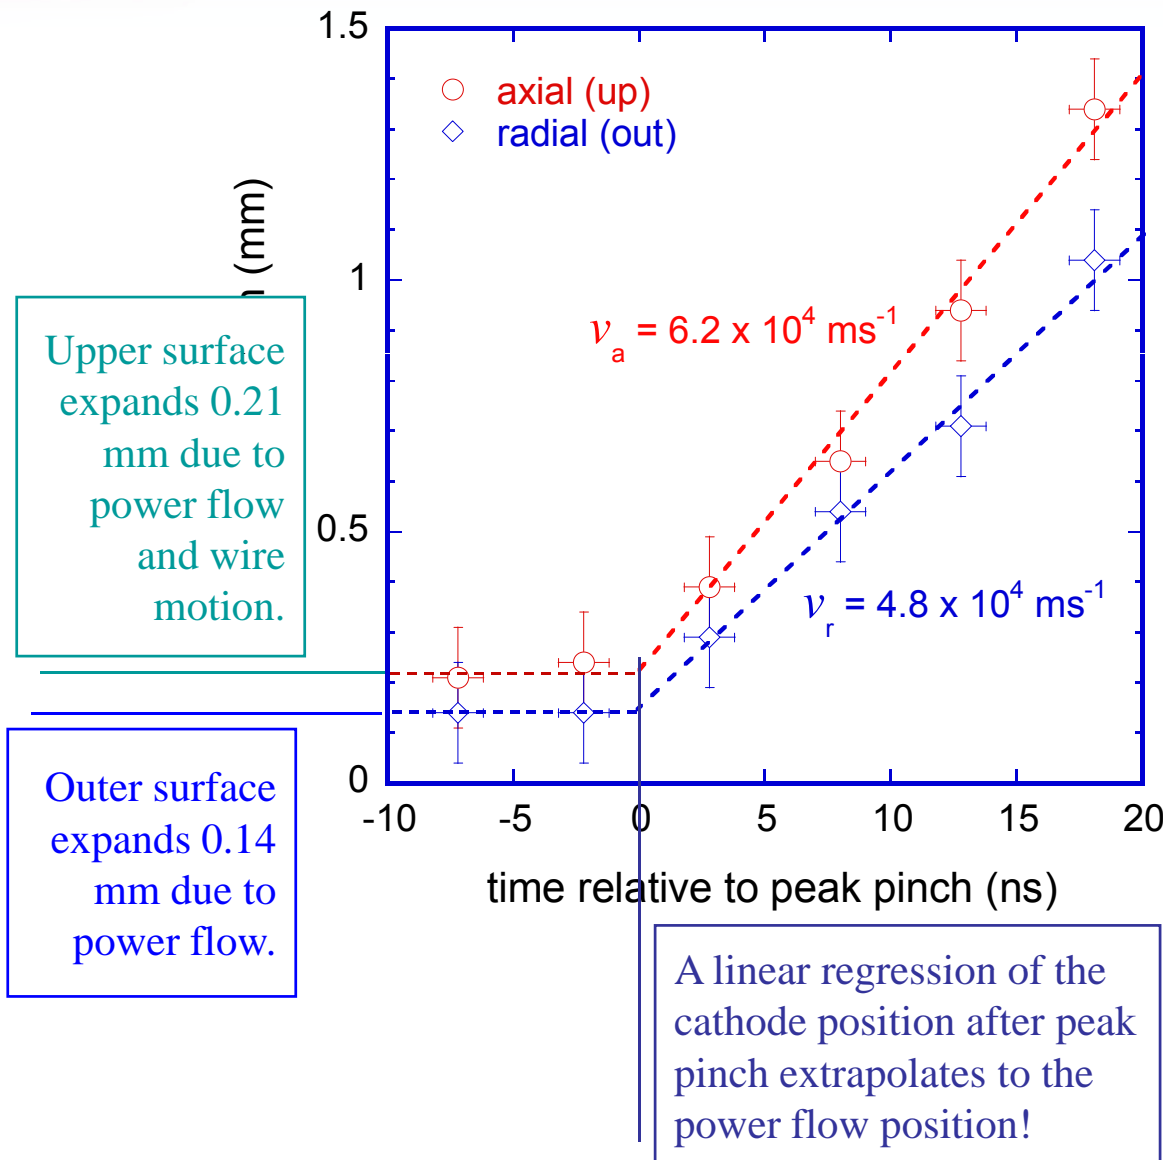 1.5
axial (up)
radial (out)
(mm)
1
v_a = 6.2 x 10^4 ms^-1
Upper surface
expands 0.21
mm due to
power flow
and wire
motion.
0.5
v_r = 4.8 x 10^4 ms^-1
0
-10 -5 0 5 10 15 20
time relative to peak pinch (ns)
Outer surface
expands 0.14
mm due to
power flow.
A linear regression of the
cathode position after peak
pinch extrapolates to the
power flow position!